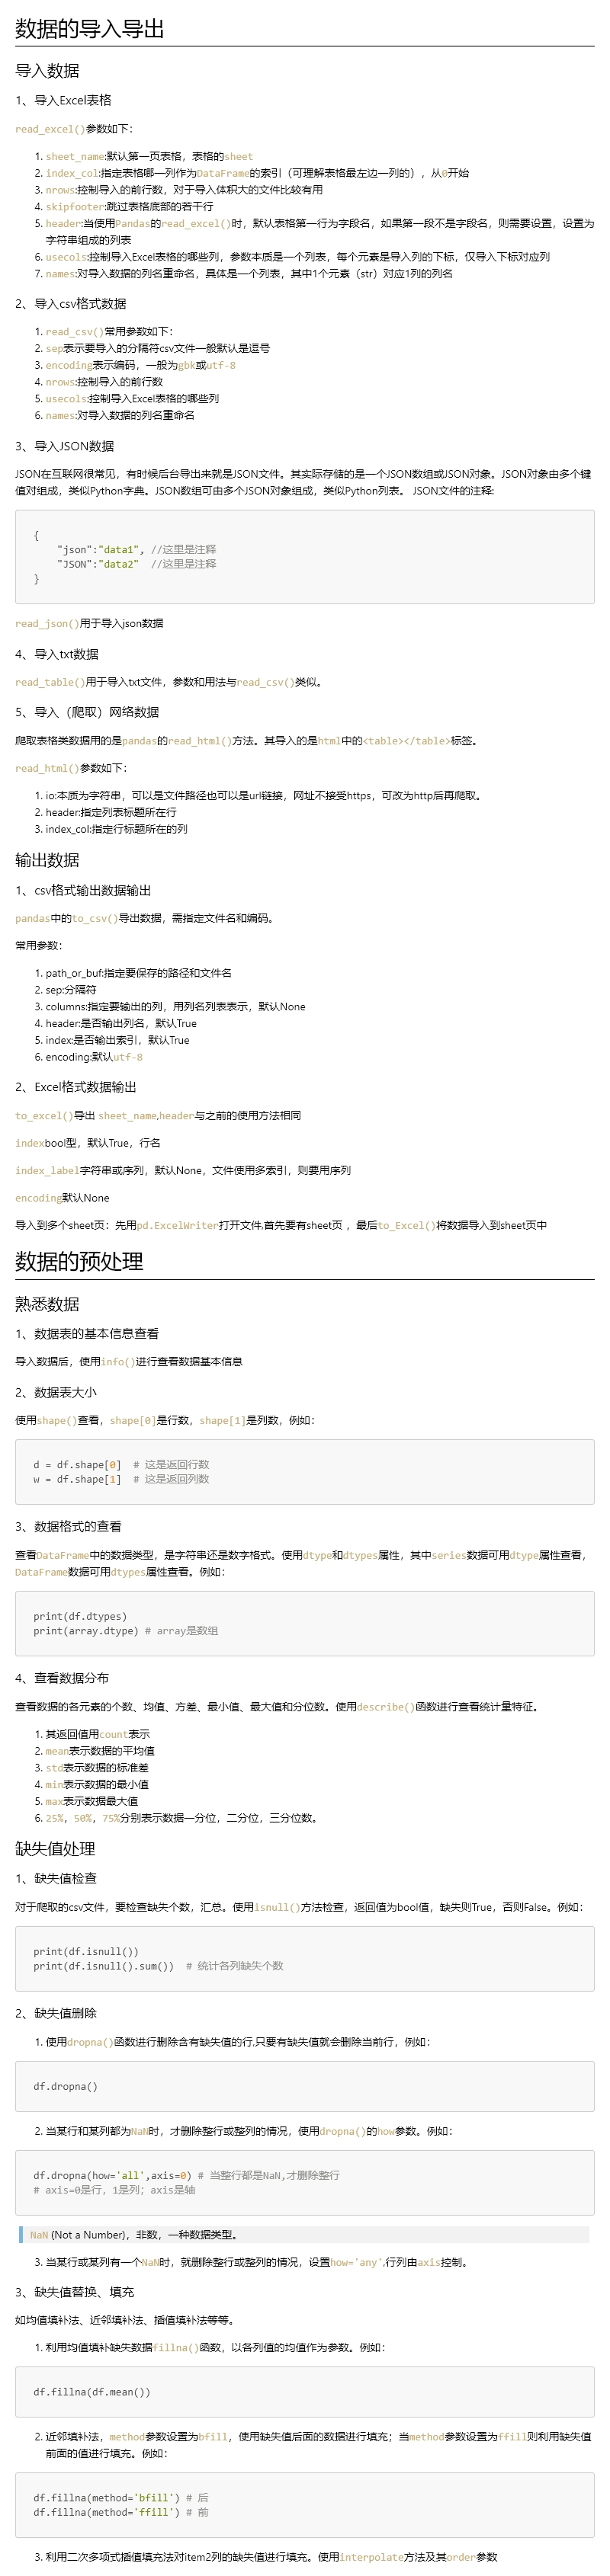 数据的导入导出
导入数据
1、导入Excel表格
read_excel()参数如下：
1. sheet_name:默认第一页表格，表格的sheet
2. index_col:指定表格哪一列作为DataFrame的索引（可理解表格最左边一列的），从0开始
3. nrows:控制导入的前行数，对于导入体积大的文件比较有用
4. skipfooter:跳过表格底部的若干行
5. header:当使用Pandas的read_excel()时，默认表格第一行为字段名，如果第一段不是字段名，则需要设置，设置为
字符串组成的列表
6. usecols:控制导入Excel表格的哪些列，参数本质是一个列表，每个元素是导入列的下标，仅导入下标对应列
7. names:对导入数据的列名重命名，具体是一个列表，其中1个元素（str）对应1列的列名
2、导入csv格式数据
1. read_csv()常用参数如下：
2. sep表示要导入的分隔符csv文件一般默认是逗号
3. encoding表示编码，一般为gbk或utf-8
4. nrows:控制导入的前行数
5. usecols:控制导入Excel表格的哪些列
6. names:对导入数据的列名重命名
3、导入JSON数据
JSON在互联网很常见，有时候后台导出来就是JSON文件。其实际存储的是一个JSON数组或JSON对象。JSON对象由多个键
值对组成，类似Python字典。JSON数组可由多个JSON对象组成，类似Python列表。 JSON文件的注释:
{
"json":"data1", //这里是注释
"JSON":"data2" //这里是注释
}
read_json()用于导入json数据
4、导入txt数据
read_table()用于导入txt文件，参数和用法与read_csv()类似。
5、导入（爬取）网络数据
爬取表格类数据用的是pandas的read_html()方法。其导入的是html中的<table></table>标签。
read_html()参数如下：
1. io:本质为字符串，可以是文件路径也可以是url链接，网址不接受https，可改为http后再爬取。
2. header:指定列表标题所在行
3. index_col:指定行标题所在的列
输出数据
1、csv格式输出数据输出
pandas中的to_csv()导出数据，需指定文件名和编码。
常用参数：
1. path_or_buf:指定要保存的路径和文件名
2. sep:分隔符
3. columns:指定要输出的列，用列名列表表示，默认None
4. header:是否输出列名，默认True
5. index:是否输出索引，默认True
6. encoding:默认utf-8
2、Excel格式数据输出
to_excel()导出 sheet_name,header与之前的使用方法相同
indexbool型，默认True，行名
index_label字符串或序列，默认None，文件使用多索引，则要用序列
encoding默认None
导入到多个sheet页：先用pd.ExcelWriter打开文件,首先要有sheet页 ，最后to_Excel()将数据导入到sheet页中
数据的预处理
熟悉数据
1、数据表的基本信息查看
导入数据后，使用info()进行查看数据基本信息
2、数据表大小
使用shape()查看，shape[0]是行数，shape[1]是列数，例如：
d = df.shape[0] # 这是返回行数
w = df.shape[1] # 这是返回列数
3、数据格式的查看
查看DataFrame中的数据类型，是字符串还是数字格式。使用dtype和dtypes属性，其中series数据可用dtype属性查看，
DataFrame数据可用dtypes属性查看。例如：
print(df.dtypes)
print(array.dtype) # array是数组
4、查看数据分布
查看数据的各元素的个数、均值、方差、最小值、最大值和分位数。使用describe()函数进行查看统计量特征。
1. 其返回值用count表示
2. mean表示数据的平均值
3. std表示数据的标准差
4. min表示数据的最小值
5. max表示数据最大值
6. 25%，50%，75%分别表示数据一分位，二分位，三分位数。
缺失值处理
1、缺失值检查
对于爬取的csv文件，要检查缺失个数，汇总。使用isnull()方法检查，返回值为bool值，缺失则True，否则False。例如：
print(df.isnull())
print(df.isnull().sum()) # 统计各列缺失个数
2、缺失值删除
1. 使用dropna()函数进行删除含有缺失值的行,只要有缺失值就会删除当前行，例如：
df.dropna()
2. 当某行和某列都为NaN时，才删除整行或整列的情况，使用dropna()的how参数。例如：
df.dropna(how='all',axis=0) # 当整行都是NaN,才删除整行
# axis=0是行，1是列；axis是轴
NaN (Not a Number)，非数，一种数据类型。
3. 当某行或某列有一个NaN时，就删除整行或整列的情况，设置how='any',行列由axis控制。
3、缺失值替换、填充
如均值填补法、近邻填补法、插值填补法等等。
1. 利用均值填补缺失数据fillna()函数，以各列值的均值作为参数。例如：
df.fillna(df.mean())
2. 近邻填补法，method参数设置为bfill，使用缺失值后面的数据进行填充；当method参数设置为ffill则利用缺失值
前面的值进行填充。例如：
df.fillna(method='bfill') # 后
df.fillna(method='ffill') # 前
3. 利用二次多项式插值填充法对item2列的缺失值进行填充。使用interpolate方法及其order参数